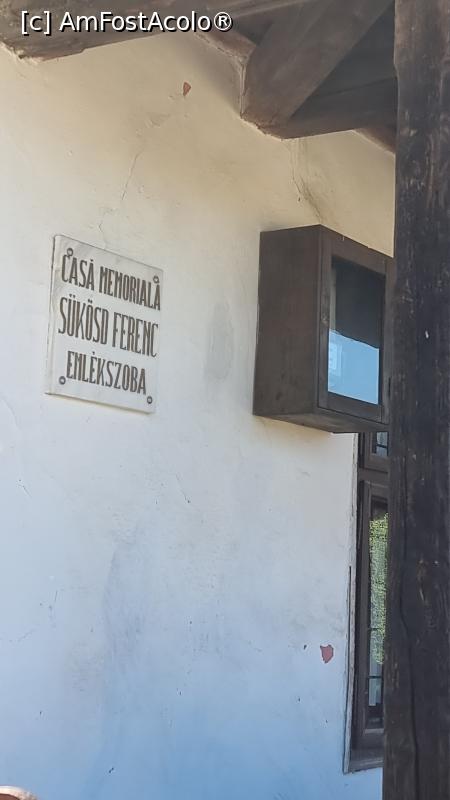 [c] AmFostAcolo®
CASĂ MEMORIALĂ
SÜKÖSD FERENC
EMLÉKSZOBA